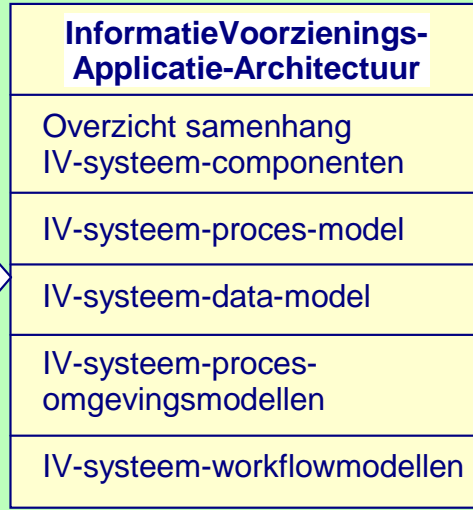 InformatieVoorzienings-
Applicatie-Architectuur
Overzicht samenhang
IV-systeem-componenten
IV-systeem-proces-model
IV-systeem-data-model
IV-systeem-proces-
omgevingsmodellen
IV-systeem-workflowmodellen